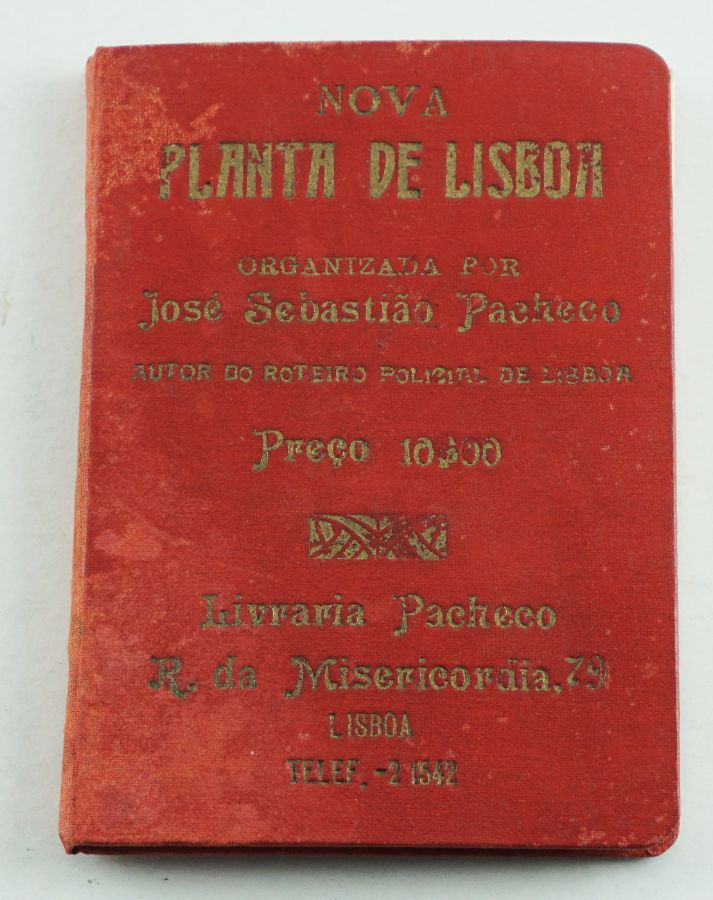 NOVA
PLANTA DE LISBOA
ORGANIZADA POR
José Sebastião Pacheco
AUTOR DO ROTEIRO POLICIAL DE LISBOA
Preço 10$00
Livraria Pacheco
R. da Misericordia, 79
LISBOA
TELEF. -2 1542